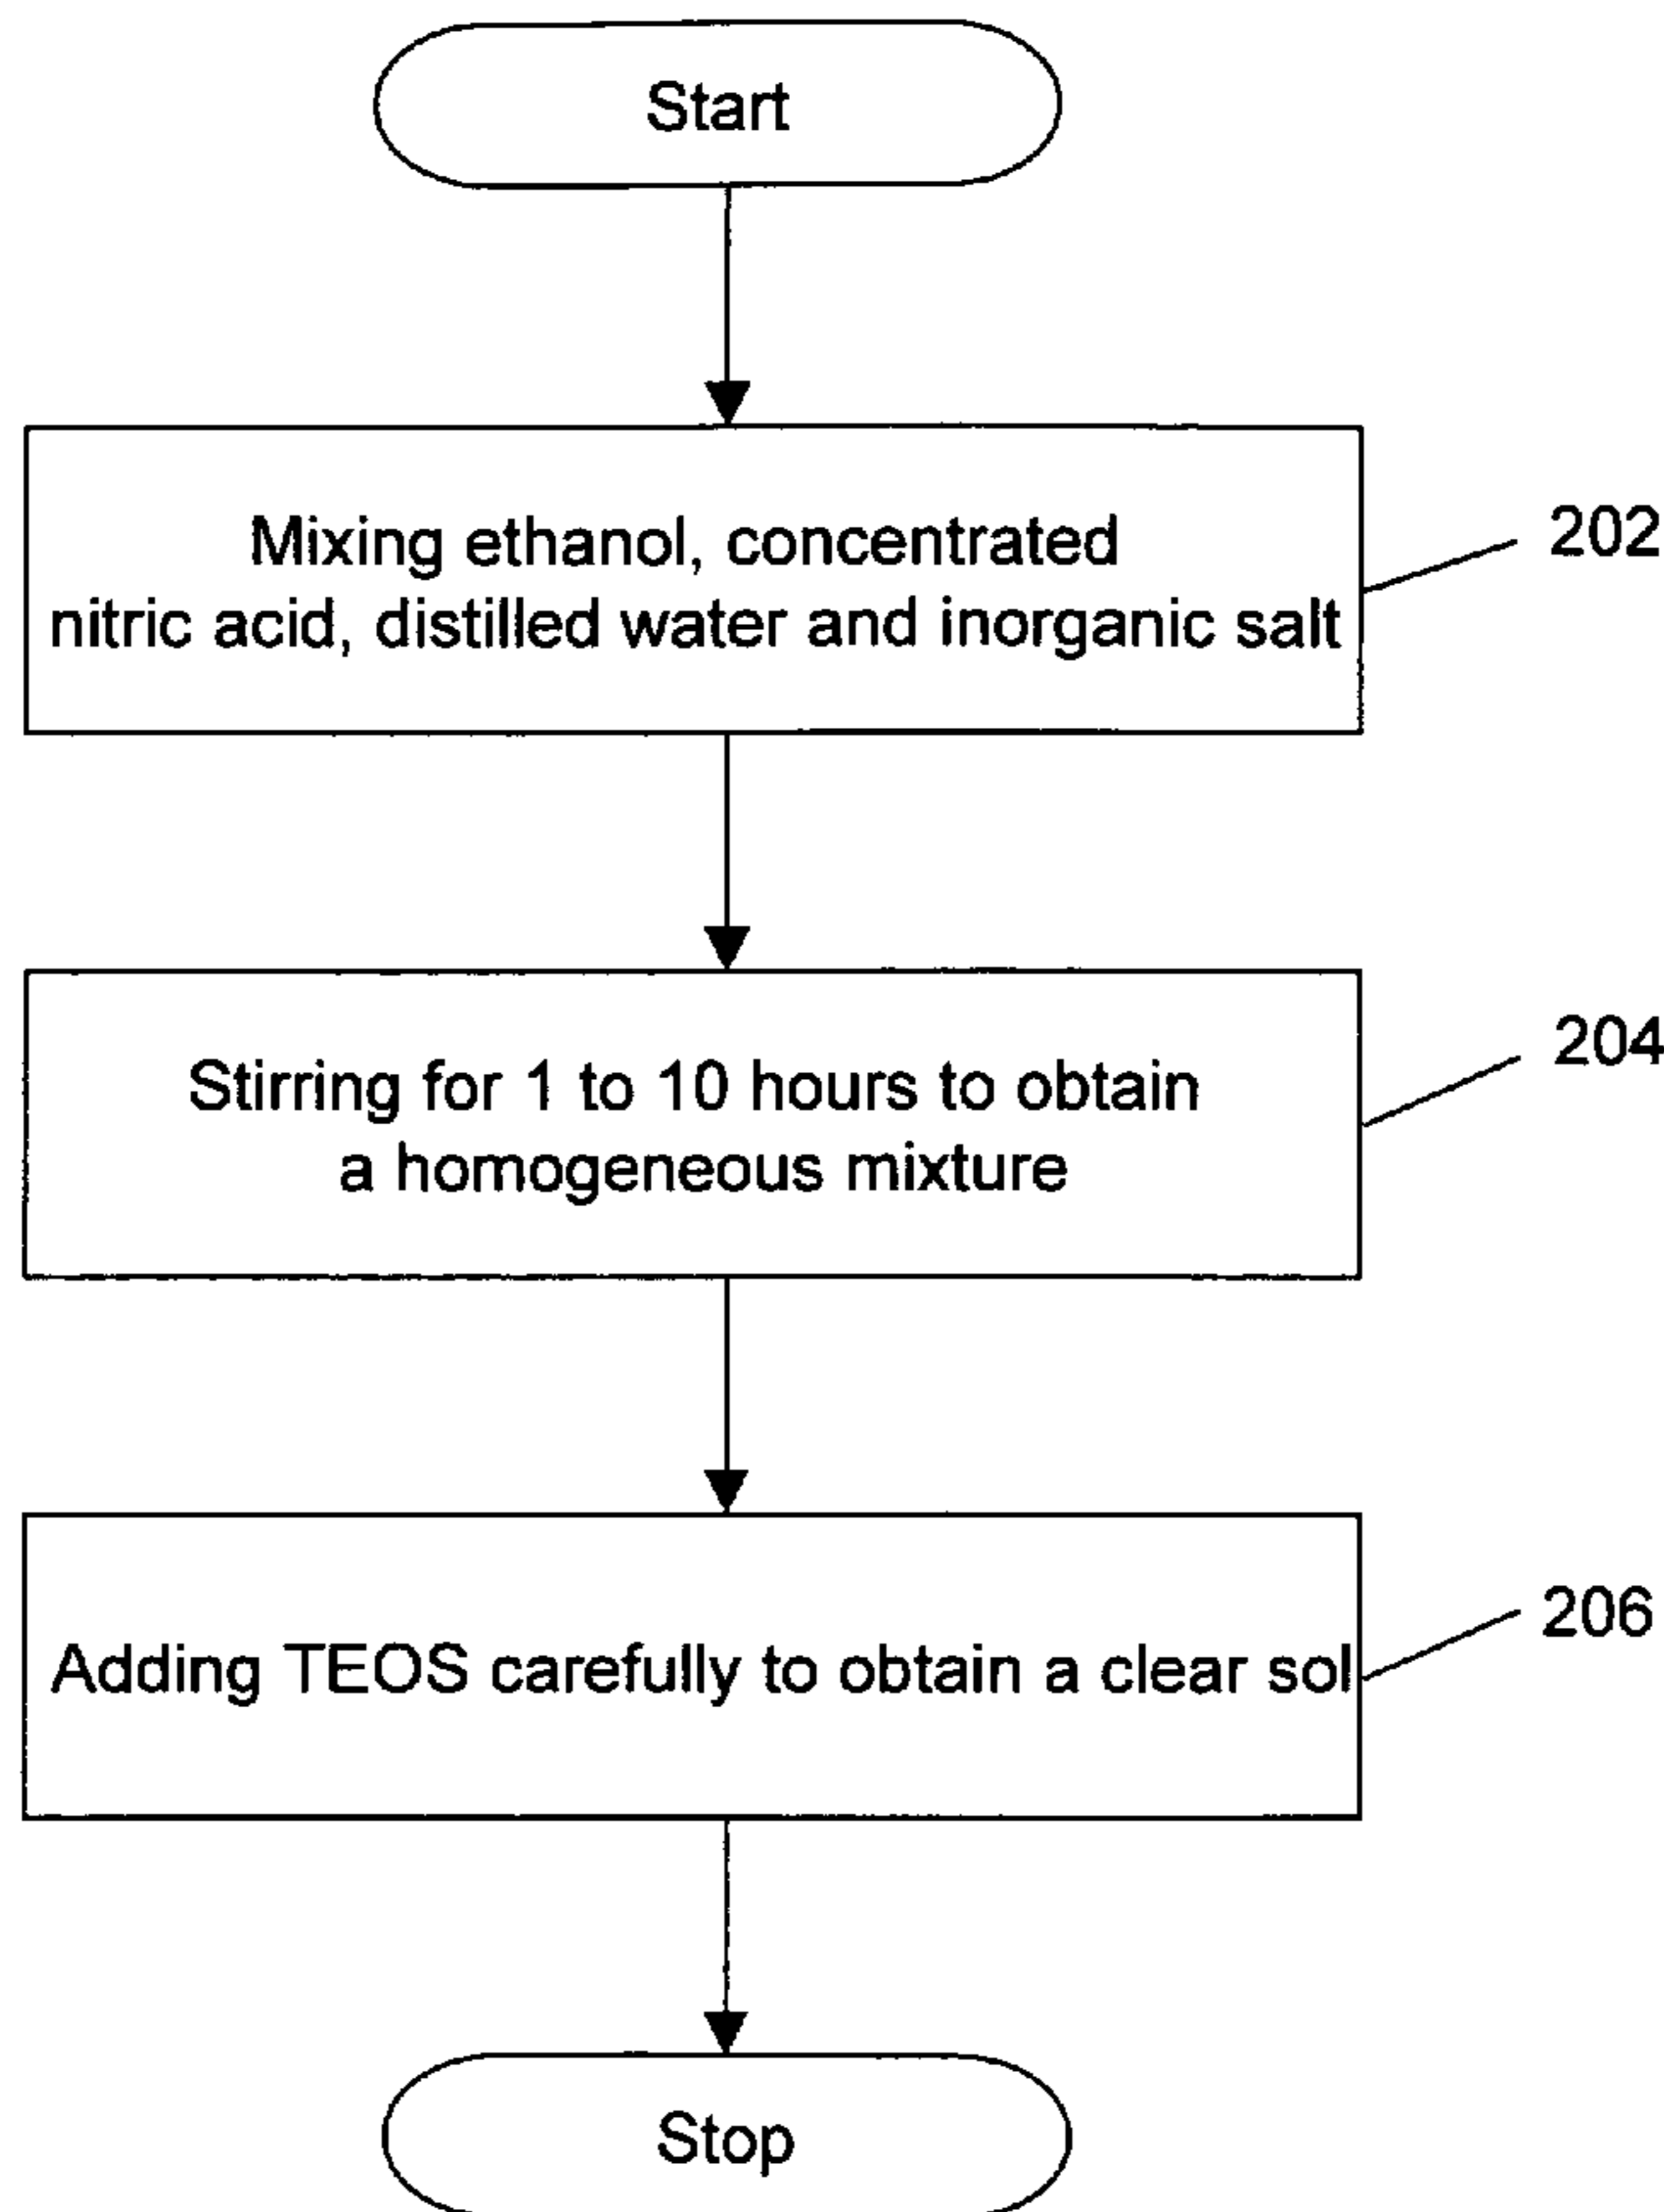 Start
Mixing ethanol, concentrated
nitric acid, distilled water and inorganic salt
202
Stirring for 1 to 10 hours to obtain
a homogeneous mixture
204
Adding TEOS carefully to obtain a clear sol
206
Stop